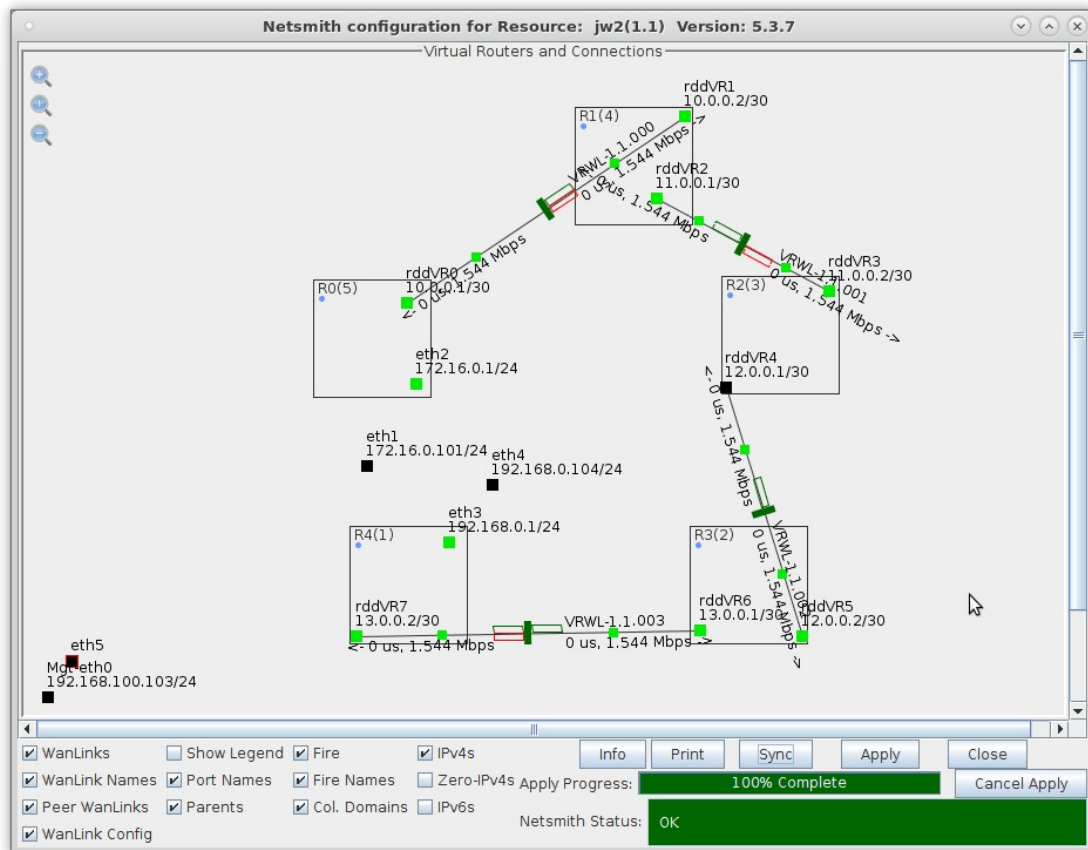 Netsmith configuration for Resource: jw2(1.1) Version: 5.3.7
Virtual Routers and Connections
rddVR1
10.0.0.2/30
R1(4)
VRWL-1.1.000
0 us, 1.544 Mbps ->
rddVR2
11.0.0.1/30
0 us, 1.544 Mbps
VRWL-1.1.001
rddVR3
11.0.0.2/30
0 us, 1.544 Mbps ->
rddVR0
10.0.0.1/30
<- 0 us, 1.544 Mbps
R0(5)
R2(3)
eth2
172.16.0.1/24
rddVR4
12.0.0.1/30
<- 0 us, 1.544 Mbps
eth1
172.16.0.101/24
eth4
192.168.0.104/24
eth3
192.168.0.1/24
R4(1)
R3(2)
0 us, 1.544 Mbps ->
rddVR7
13.0.0.2/30
<- 0 us, 1.544 Mbps
VRWL-1.1.003
0 us, 1.544 Mbps ->
rddVR6
13.0.0.1/30
rddVR5
12.0.0.2/30
eth5
Mgt-eth0
192.168.100.103/24
WanLinks
Show Legend
Fire
IPv4s
Info
Print
Sync
Apply
Close
WanLink Names
Port Names
Fire Names
Zero-IPv4s
Apply Progress:
100% Complete
Cancel Apply
Peer WanLinks
Parents
Col. Domains
IPv6s
Netsmith Status:
OK
WanLink Config